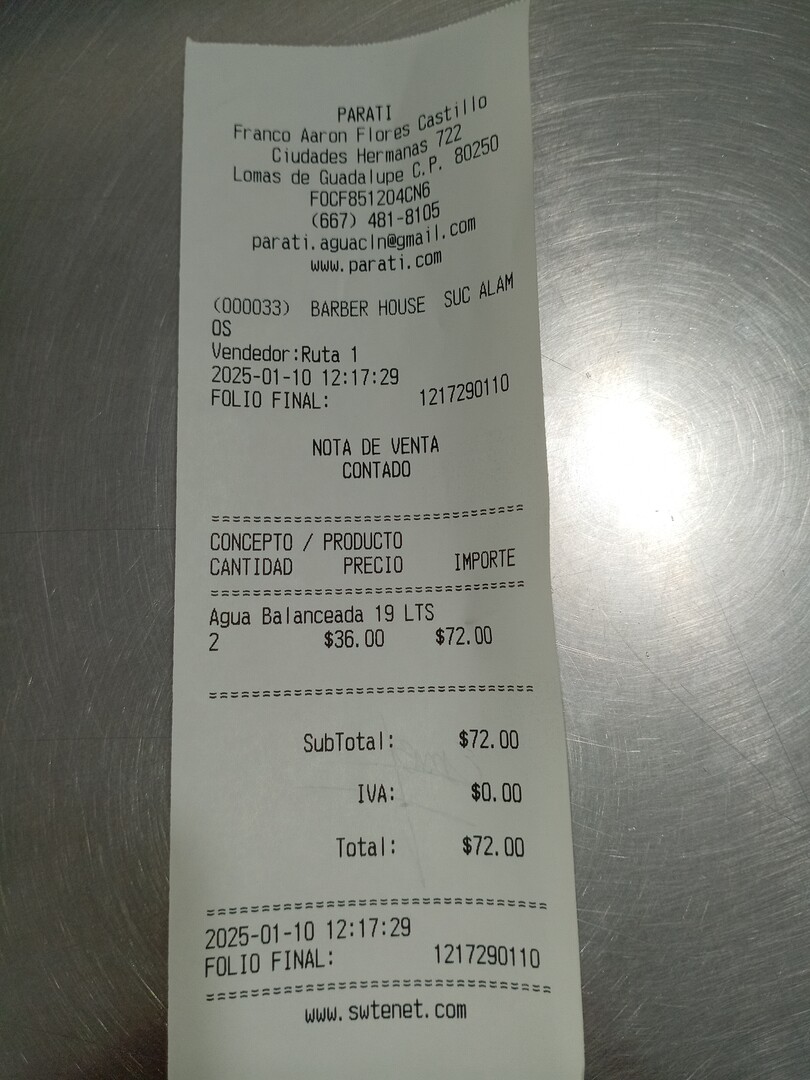 PARATI
Franco Aaron Flores Castillo
Ciudades Hermanas 722
Lomas de Guadalupe C.P. 80250
FOCF851204CN6
(667) 481-8105
parati.aguacln@gmail.com
www.parati.com
(000033) BARBER HOUSE SUC ALAM
OS
Vendedor:Ruta 1
2025-01-10 12:17:29
FOLIO FINAL: 1217290110
NOTA DE VENTA
CONTADO
==============================
CONCEPTO / PRODUCTO
CANTIDAD PRECIO IMPORTE
==============================
Agua Balanceada 19 LTS
2 $36.00 $72.00
==============================
SubTotal: $72.00
IVA: $0.00
Total: $72.00
==============================
2025-01-10 12:17:29
FOLIO FINAL: 1217290110
==============================
www.swtenet.com